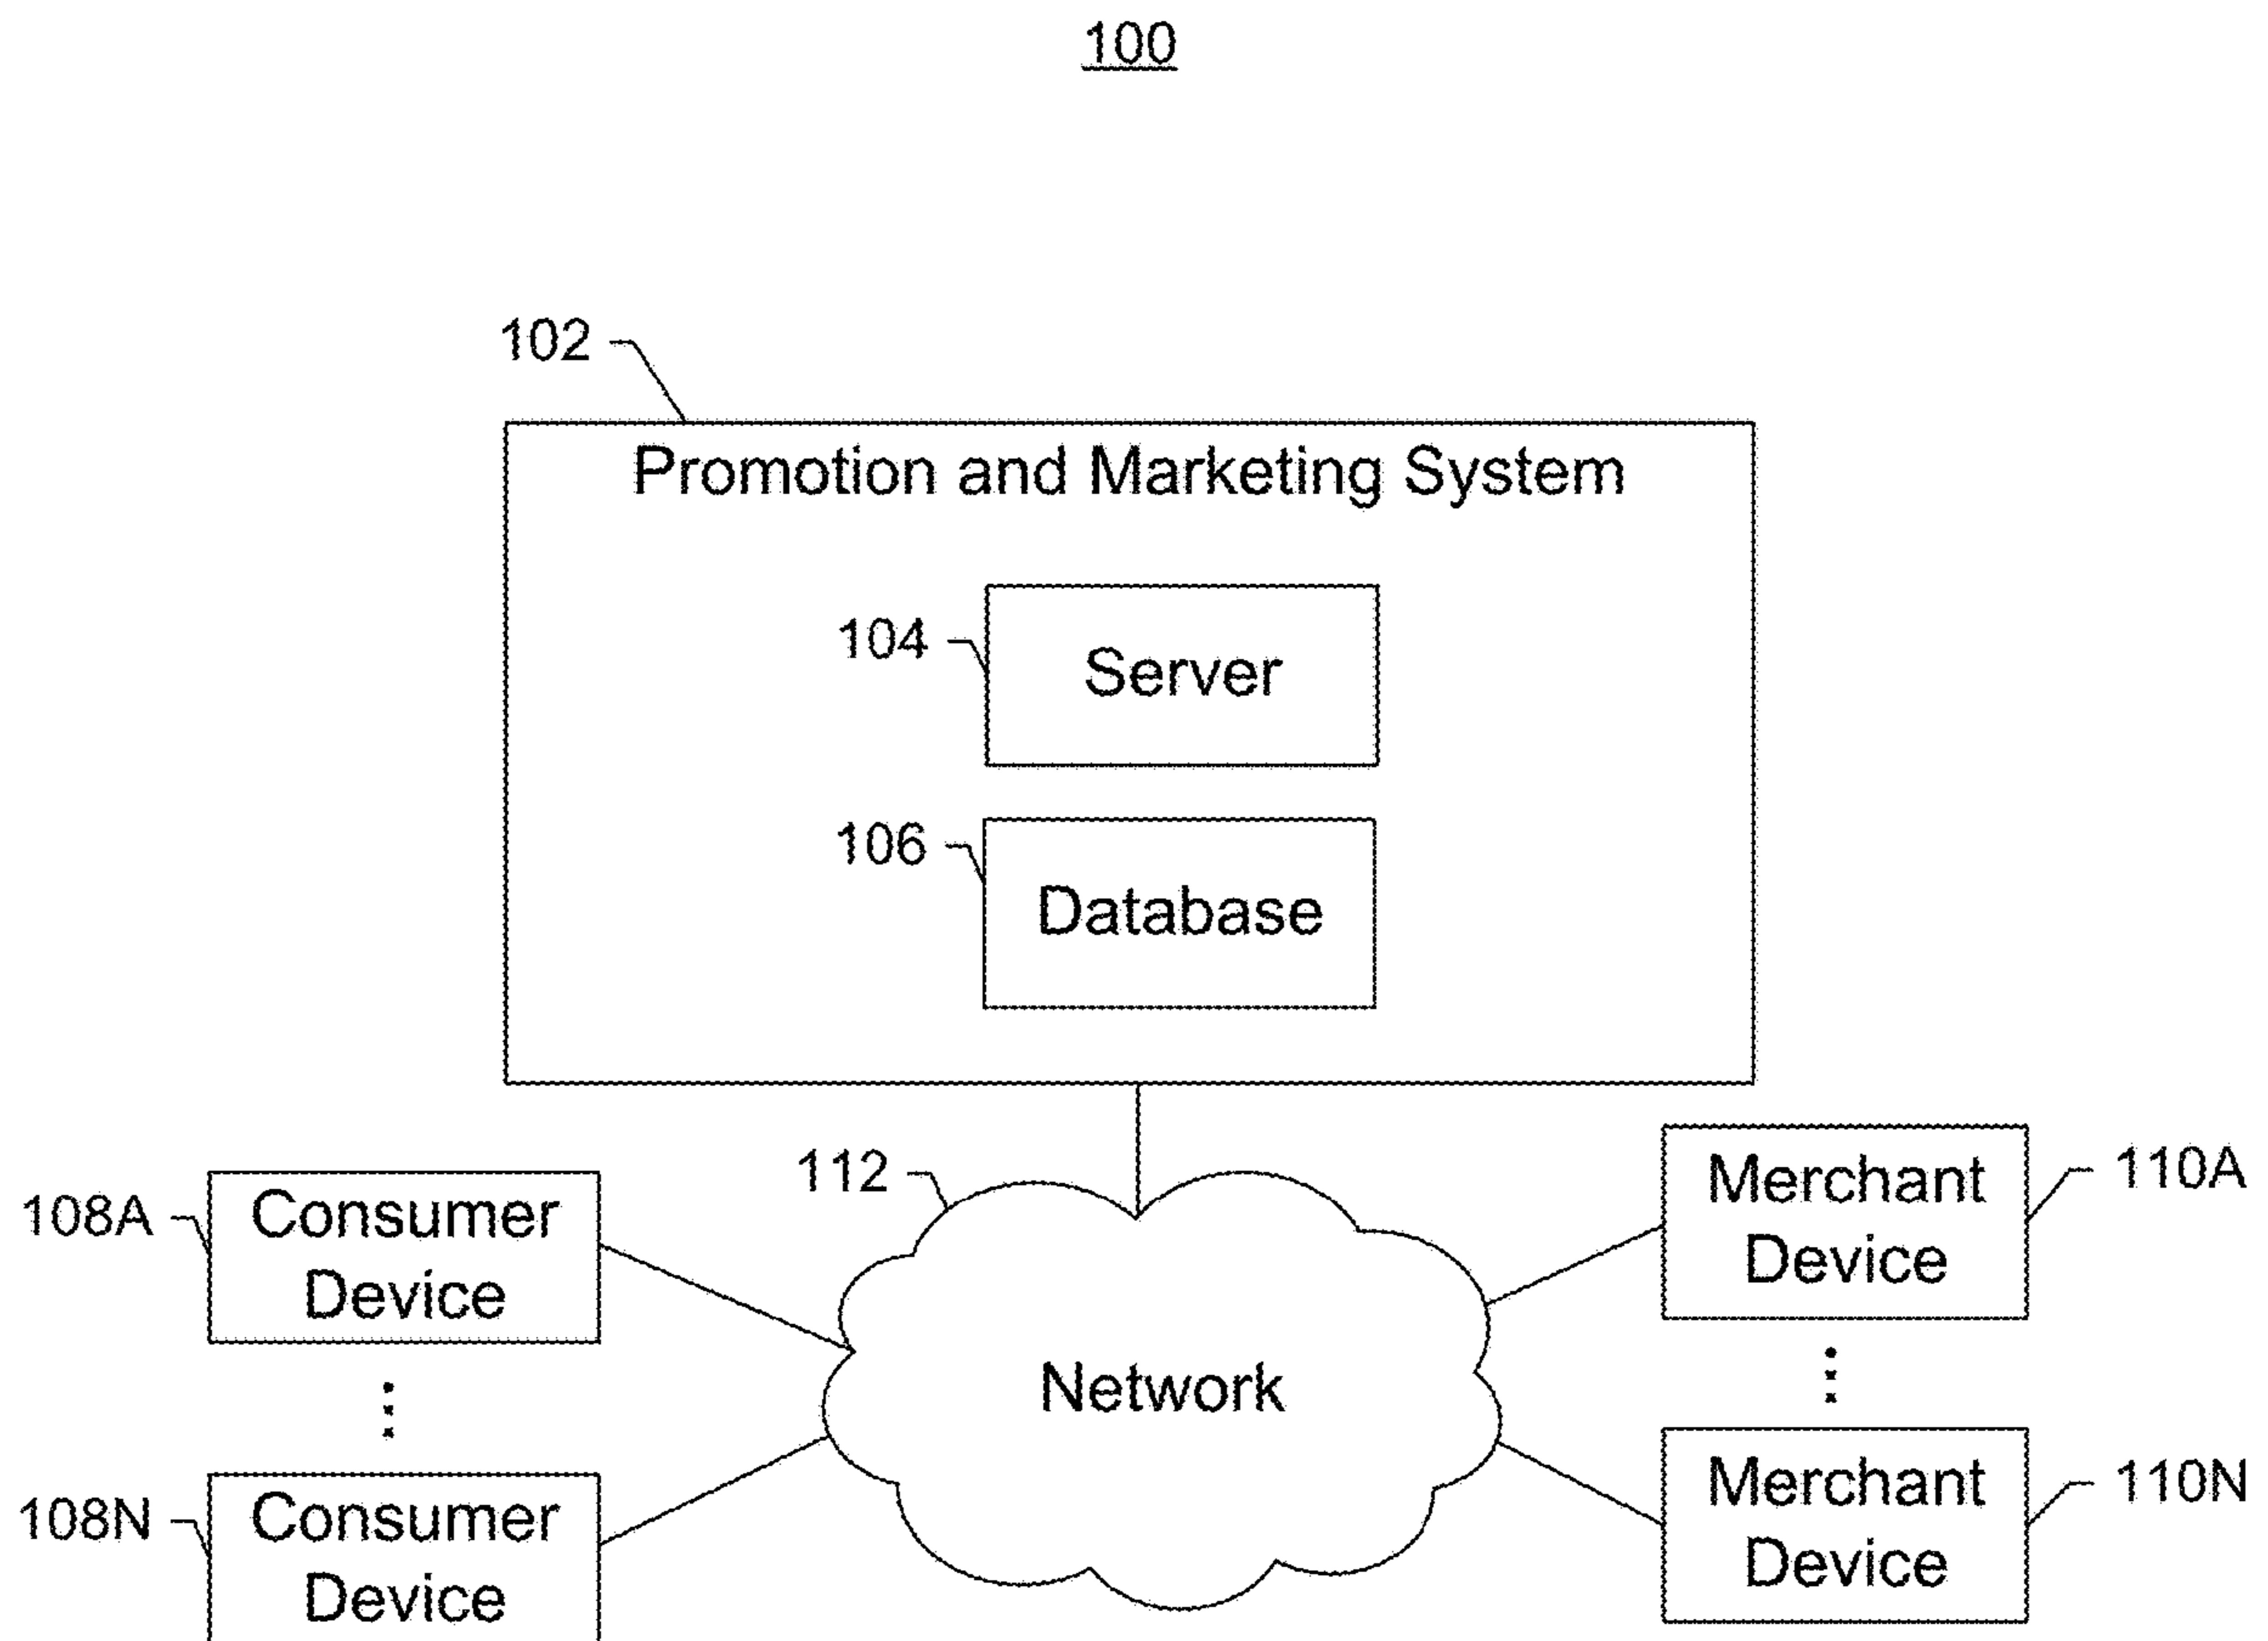 100
102
Promotion and Marketing System
104
Server
106
Database
112
108A
Consumer
Device
110A
Merchant
Device
Network
108N
Consumer
Device
110N
Merchant
Device